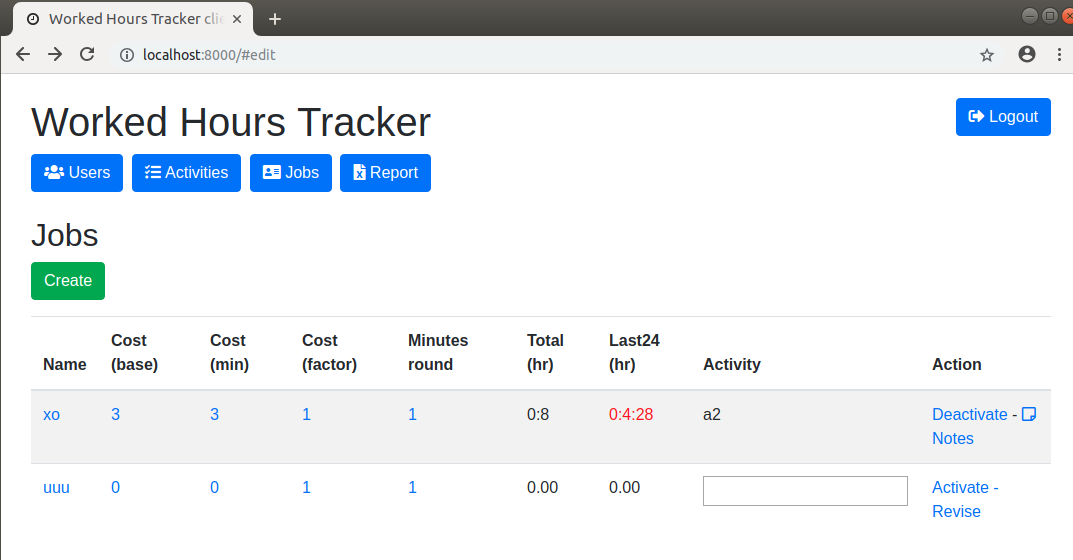 Worked Hours Tracker clie
localhost:8000/#edit
Worked Hours Tracker
Logout
Users Activities Jobs Report
Jobs
Create
Name Cost (base) Cost (min) Cost (factor) Minutes round Total (hr) Last24 (hr) Activity Action
xo 3 3 1 1 0:8 0:4:28 a2 Deactivate - Notes
uuu 0 0 1 1 0.00 0.00 Activate - Revise